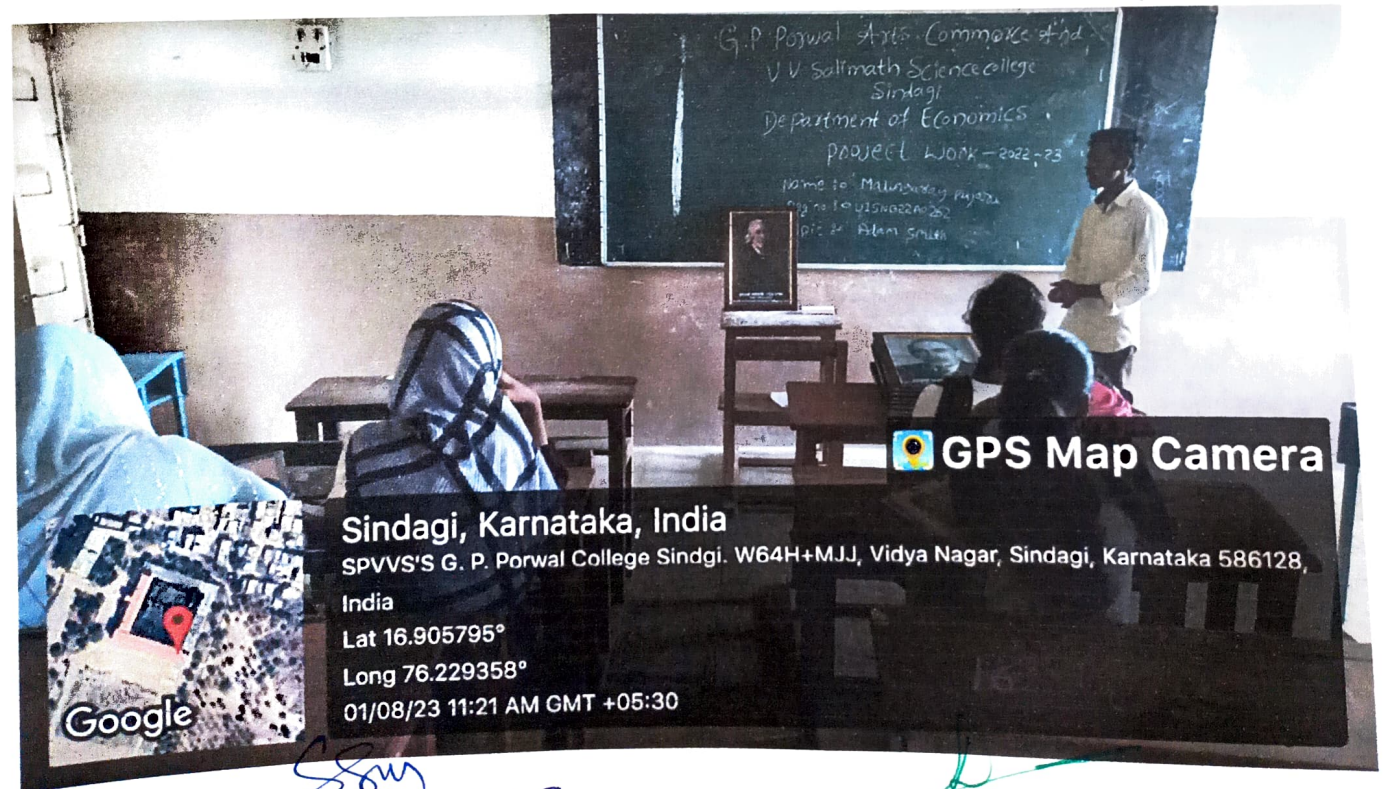 G.P Porwal Arts. Commerce And
V V Salimath Science college
Sindagi
Department of Economics
project work - 2022-23
Name to
Adam Smith
GPS Map Camera
Sindagi, Karnataka, India
SPVVS'S G. P. Porwal College Sindgi. W64H+MJJ, Vidya Nagar, Sindagi, Karnataka 586128,
India
Lat 16.905795°
Long 76.229358°
01/08/23 11:21 AM GMT +05:30
Google